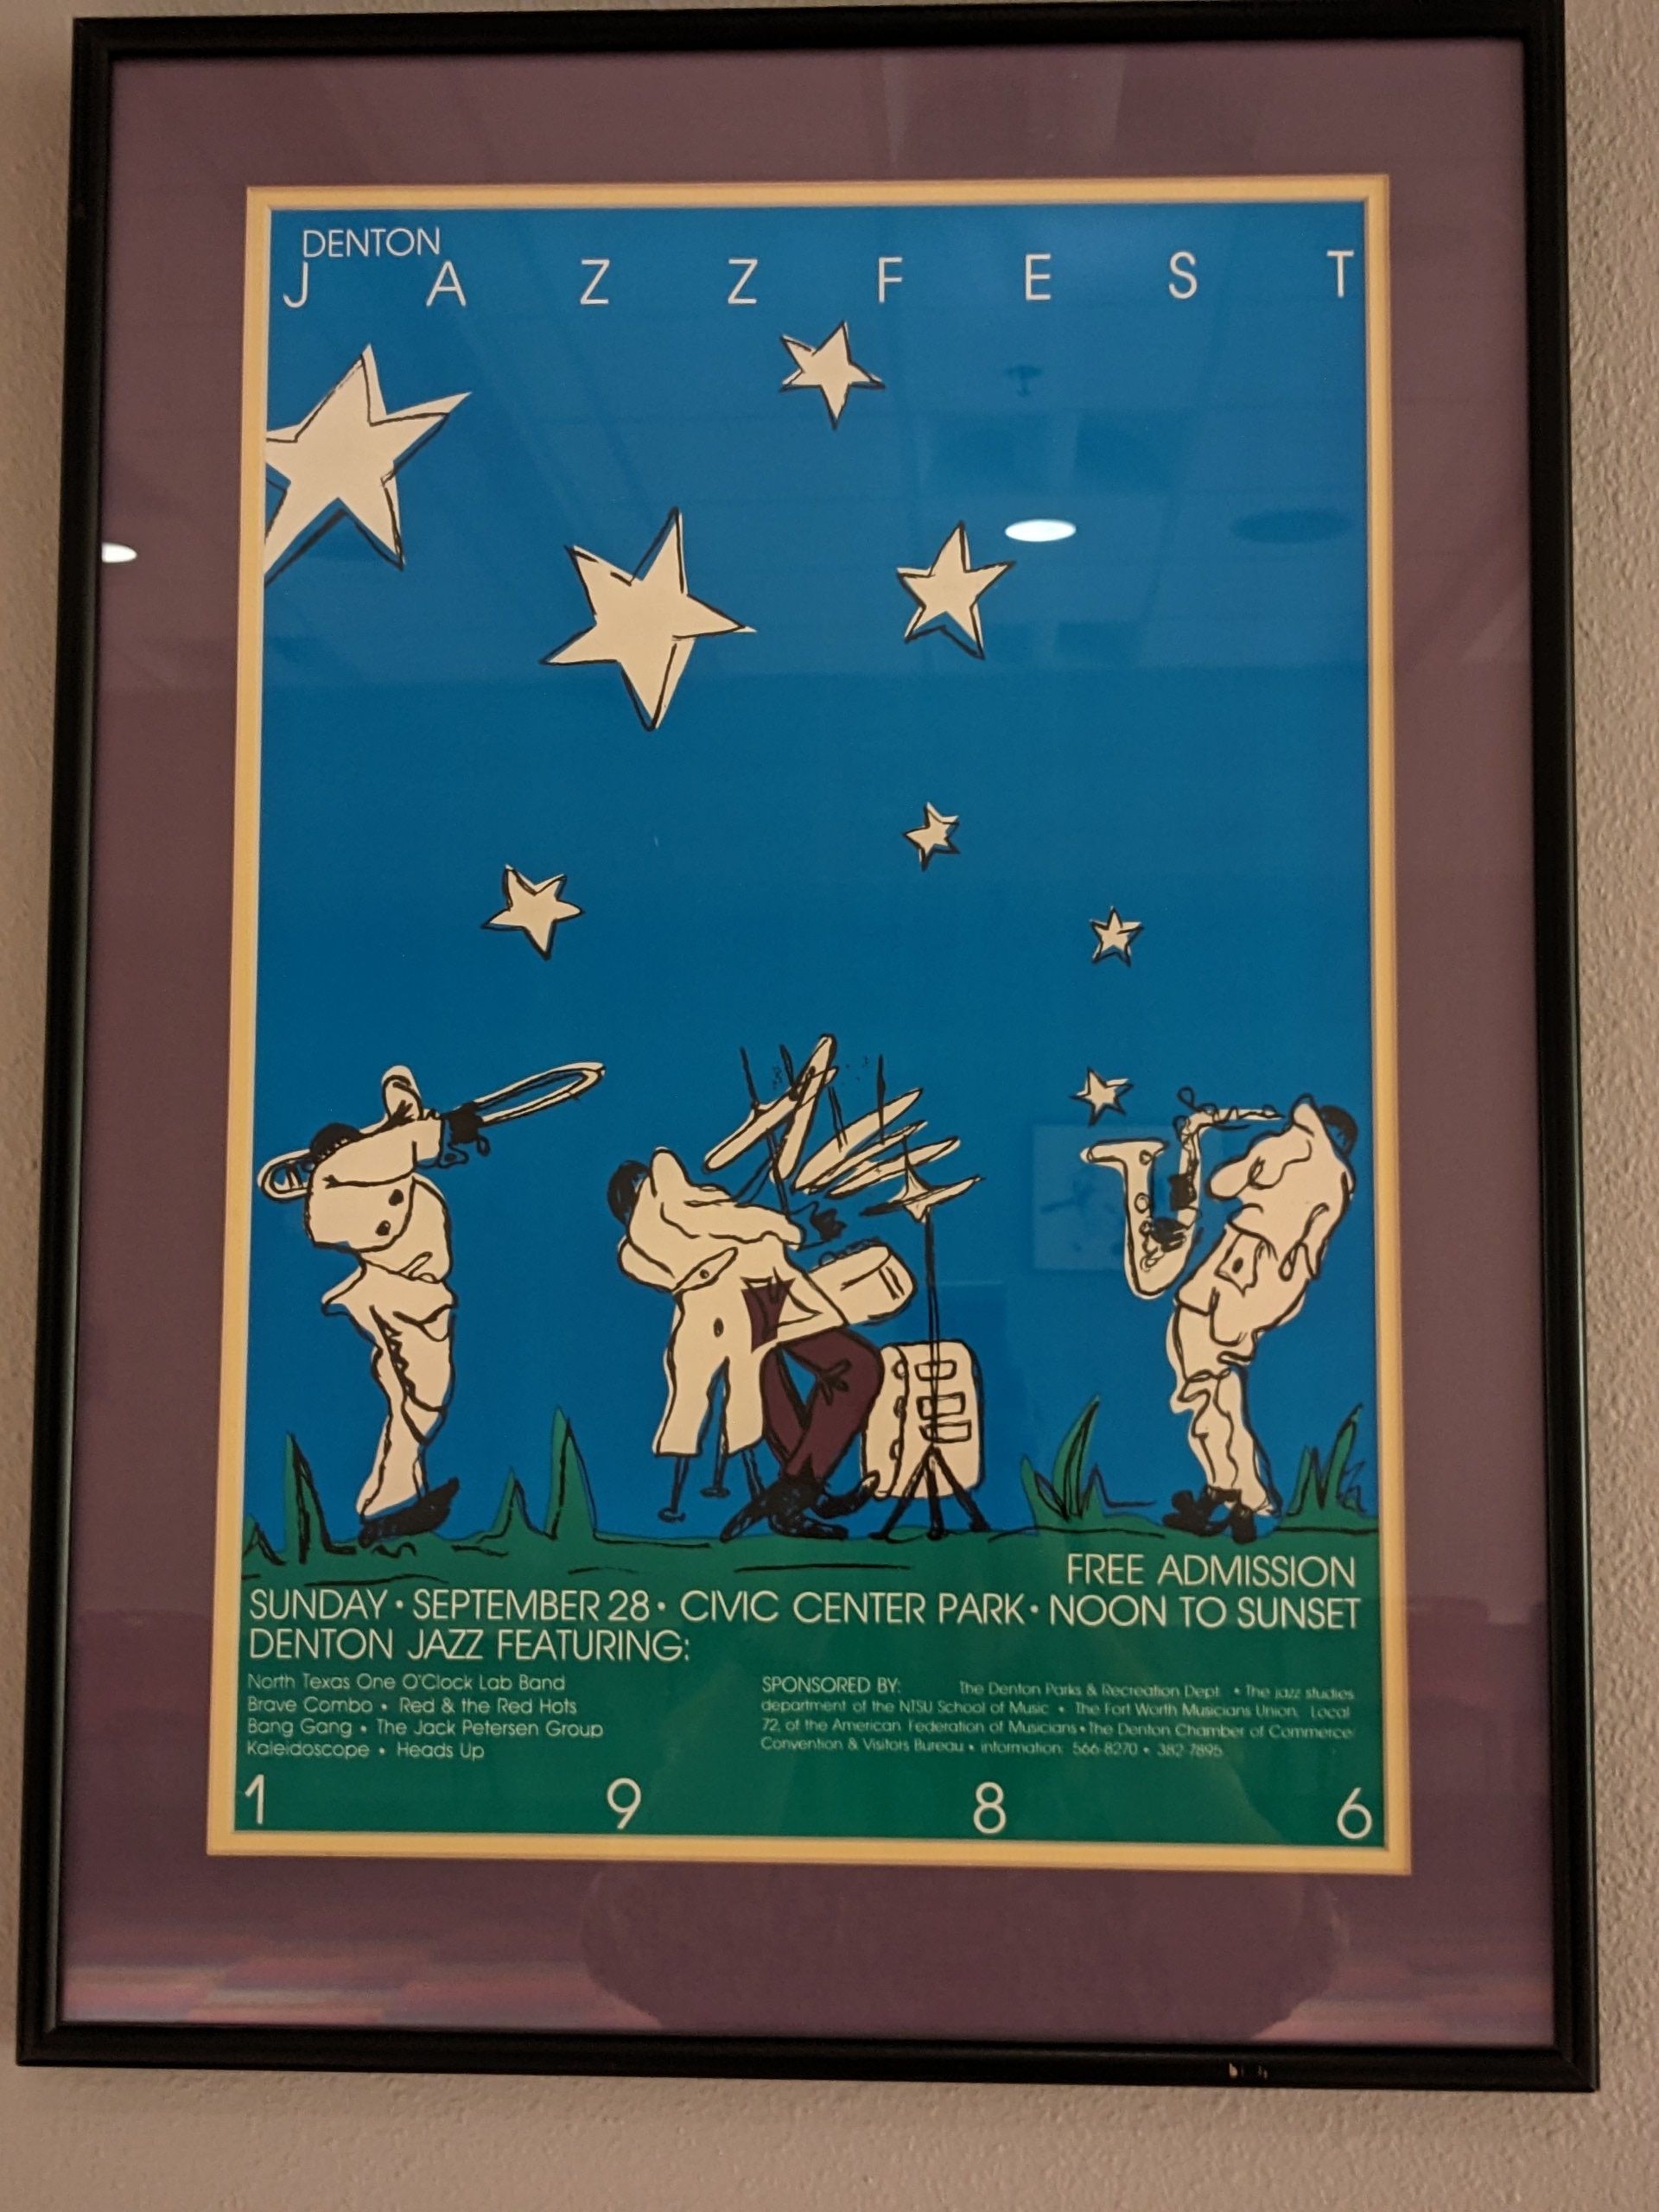 DENTON
JAZZFEST
FREE ADMISSION
SUNDAY • SEPTEMBER 28 • CIVIC CENTER PARK • NOON TO SUNSET
DENTON JAZZ FEATURING:
North Texas One O'Clock Lab Band
Brave Combo • Red & the Red Hots
Bang Gang • The Jack Petersen Group
Kaleidoscope • Heads Up
SPONSORED BY: The Denton Parks & Recreation Dept. • The jazz studies
department of the NTSU School of Music • The Fort Worth Musicians Union, Local
72, of the American Federation of Musicians • The Denton Chamber of Commerce
Convention & Visitors Bureau • information: 566-8270 • 382-7895
1986